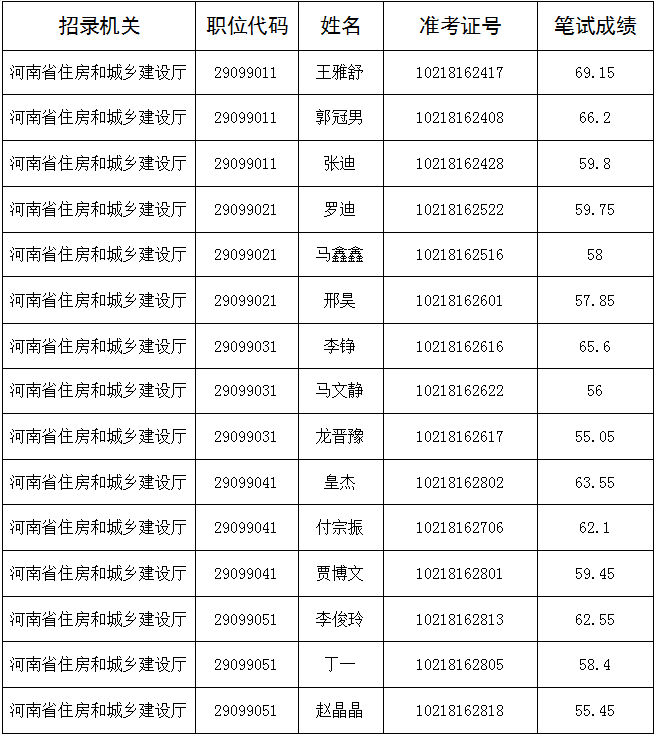 招录机关 职位代码 姓名 准考证号 笔试成绩
河南省住房和城乡建设厅 29099011 王雅舒 10218162417 69.15
河南省住房和城乡建设厅 29099011 郭冠男 10218162408 66.2
河南省住房和城乡建设厅 29099011 张迪 10218162428 59.8
河南省住房和城乡建设厅 29099021 罗迪 10218162522 59.75
河南省住房和城乡建设厅 29099021 马鑫鑫 10218162516 58
河南省住房和城乡建设厅 29099021 邢昊 10218162601 57.85
河南省住房和城乡建设厅 29099031 李铮 10218162616 65.6
河南省住房和城乡建设厅 29099031 马文静 10218162622 56
河南省住房和城乡建设厅 29099031 龙晋豫 10218162617 55.05
河南省住房和城乡建设厅 29099041 皇杰 10218162802 63.55
河南省住房和城乡建设厅 29099041 付宗振 10218162706 62.1
河南省住房和城乡建设厅 29099041 贾博文 10218162801 59.45
河南省住房和城乡建设厅 29099051 李俊玲 10218162813 62.55
河南省住房和城乡建设厅 29099051 丁一 10218162805 58.4
河南省住房和城乡建设厅 29099051 赵晶晶 10218162818 55.45